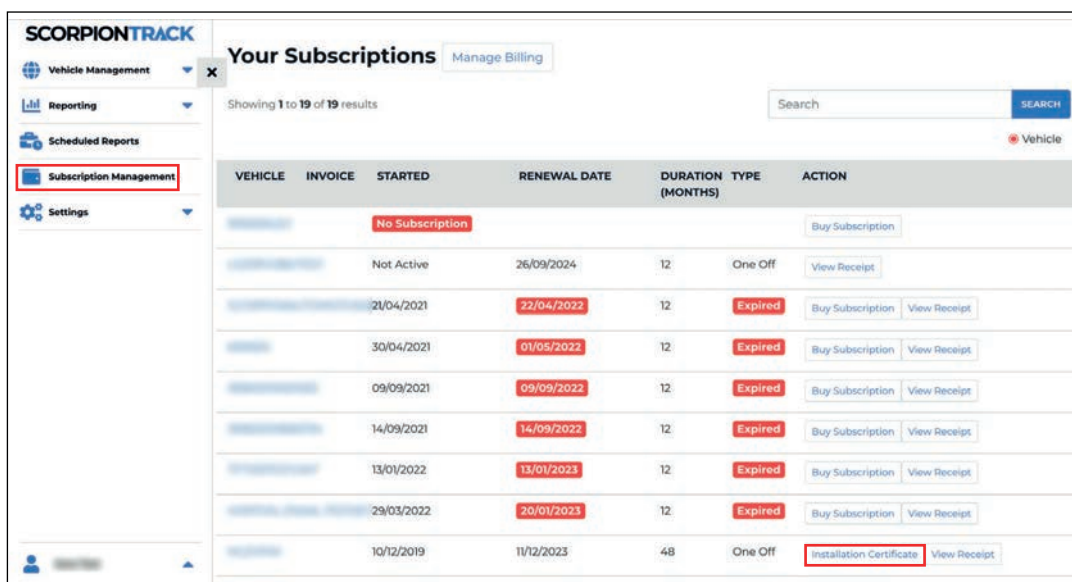 SCORPIONTRACK
Vehicle Management
Reporting
Scheduled Reports
Subscription Management
Settings
×
Your Subscriptions Manage Billing
Showing 1 to 19 of 19 results
Search SEARCH
Vehicle
VEHICLE INVOICE STARTED RENEWAL DATE DURATION (MONTHS) TYPE ACTION
No Subscription Buy Subscription
Not Active 26/09/2024 12 One Off View Receipt
21/04/2021 22/04/2022 12 Expired Buy Subscription View Receipt
30/04/2021 01/05/2022 12 Expired Buy Subscription View Receipt
09/09/2021 09/09/2022 12 Expired Buy Subscription View Receipt
14/09/2021 14/09/2022 12 Expired Buy Subscription View Receipt
13/01/2022 13/01/2023 12 Expired Buy Subscription View Receipt
29/03/2022 20/01/2023 12 Expired Buy Subscription View Receipt
10/12/2019 11/12/2023 48 One Off Installation Certificate View Receipt